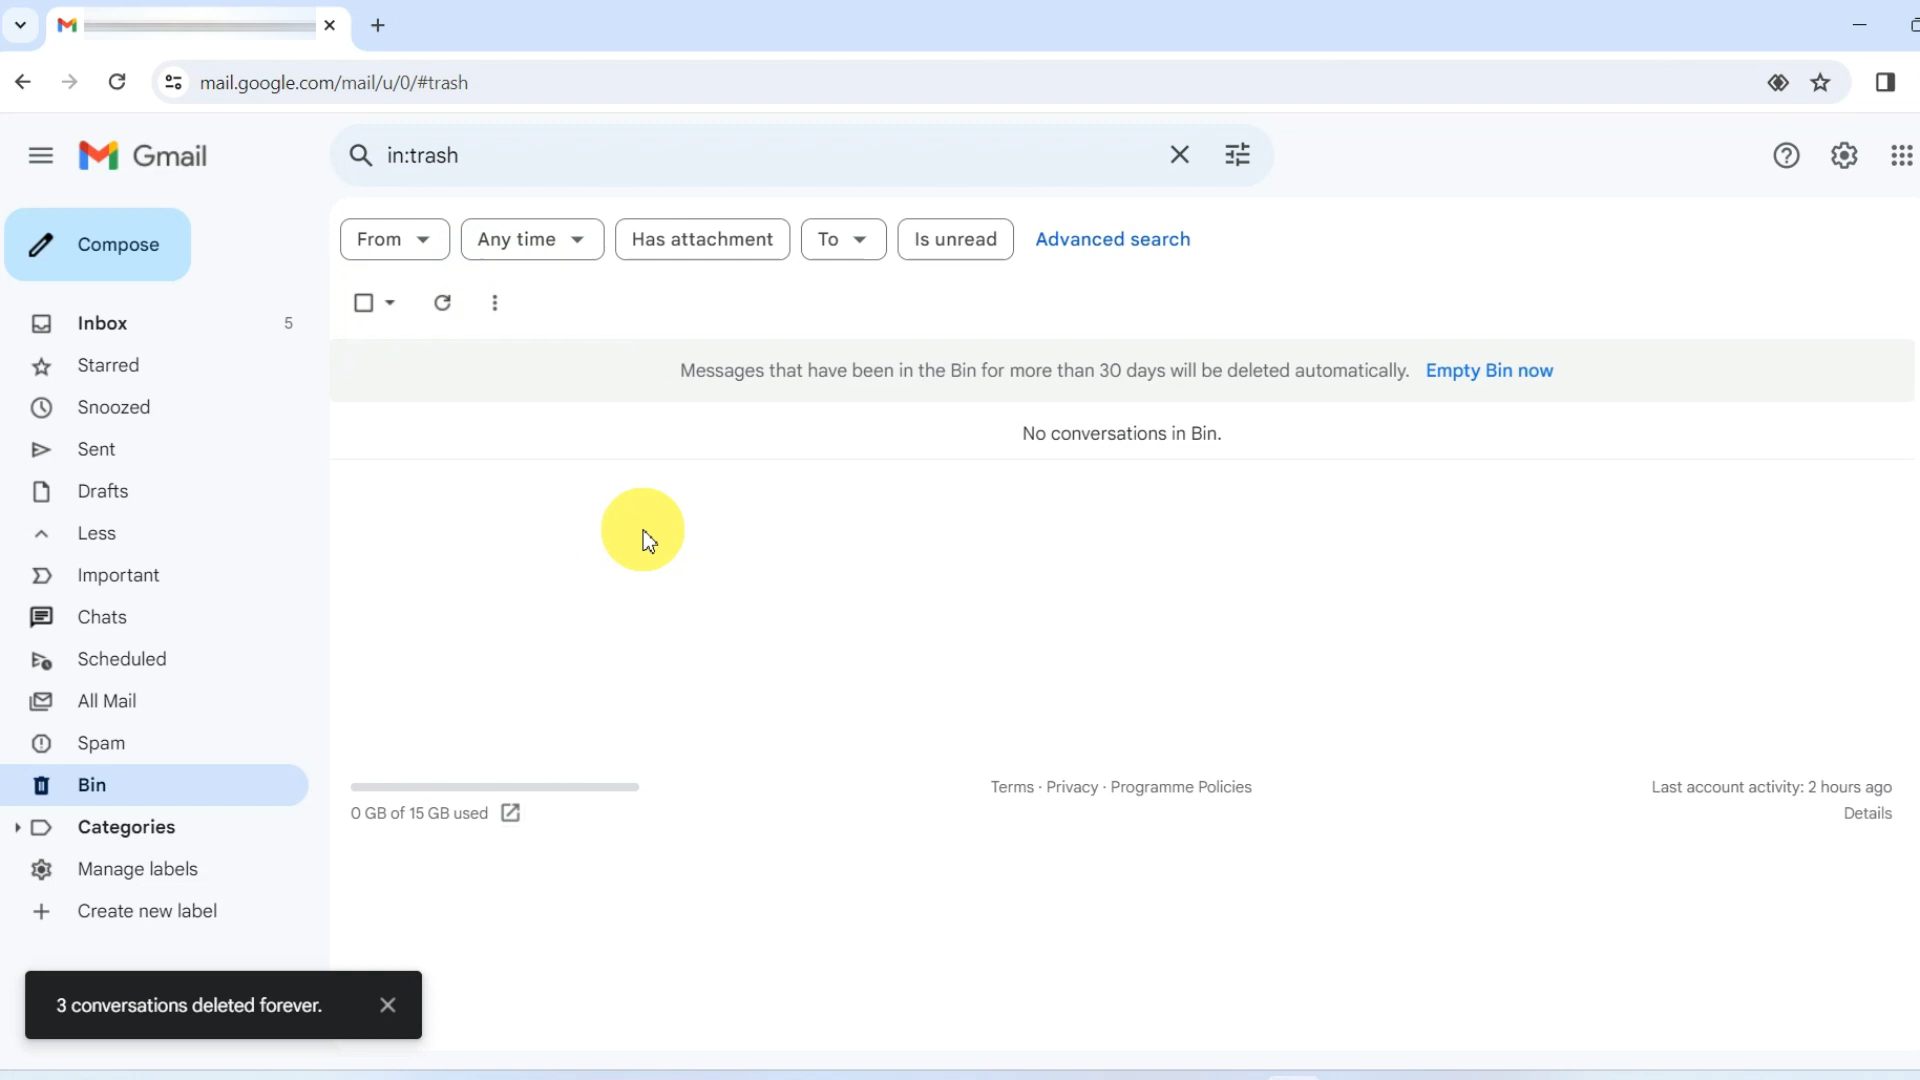 mail.google.com/mail/u/0/#trash
Gmail
in:trash
Compose
From
Any time
Has attachment
To
Is unread
Advanced search
Inbox 5
Starred
Snoozed
Sent
Drafts
Less
Important
Chats
Scheduled
All Mail
Spam
Bin
Categories
Manage labels
Create new label
Messages that have been in the Bin for more than 30 days will be deleted automatically. Empty Bin now
No conversations in Bin.
0 GB of 15 GB used
Terms · Privacy · Programme Policies
Last account activity: 2 hours ago
Details
3 conversations deleted forever.